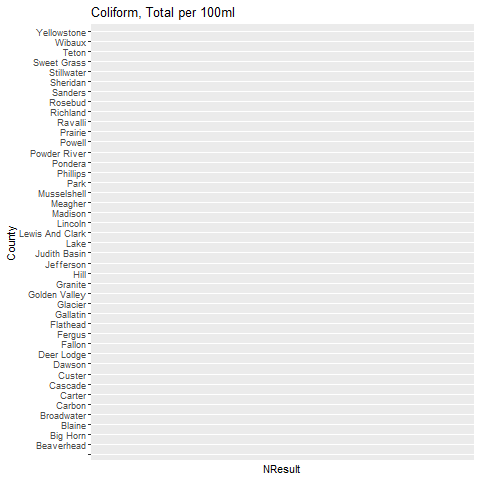 Coliform, Total per 100ml
Yellowstone
Wibaux
Teton
Sweet Grass
Stillwater
Sheridan
Sanders
Rosebud
Richland
Ravalli
Prairie
Powell
Powder River
Pondera
Phillips
Park
Musselshell
Meagher
Madison
Lincoln
Lewis And Clark
Lake
Judith Basin
Jefferson
Hill
Granite
Golden Valley
Glacier
Gallatin
Flathead
Fergus
Fallon
Deer Lodge
Dawson
Custer
Cascade
Carter
Carbon
Broadwater
Blaine
Big Horn
Beaverhead
County
NResult